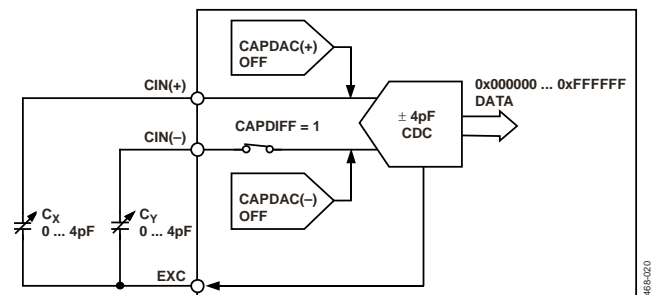 CAPDAC(+)
OFF
CIN(+)
0x000000 ... 0xFFFFFF
DATA
CIN(–)
CAPDIFF = 1
± 4pF
CDC
CAPDAC(–)
OFF
CX
0 ... 4pF
CY
0 ... 4pF
EXC
468-020